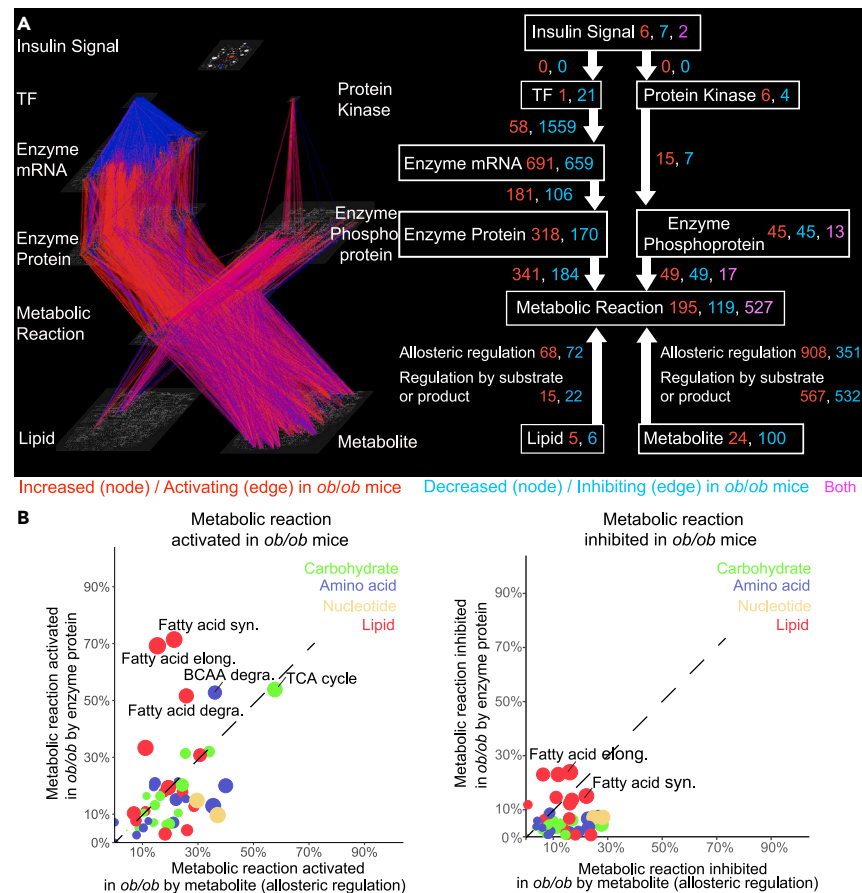 A
Insulin Signal
TF
Enzyme
mRNA
Enzyme
Protein
Metabolic
Reaction
Lipid
Protein
Kinase
Enzyme
Phospho
protein
Metabolite
Insulin Signal 6, 7, 2
0, 0
0, 0
TF 1, 21
Protein Kinase 6, 4
58, 1559
Enzyme mRNA 691, 659
15, 7
181, 106
Enzyme Protein 318, 170
Enzyme
Phosphoprotein
45, 45, 13
341, 184
49, 49, 17
Metabolic Reaction 195, 119, 527
Allosteric regulation 68, 72
Regulation by substrate
or product
15, 22
Allosteric regulation 908, 351
Regulation by substrate
or product
567, 532
Lipid 5, 6
Metabolite 24, 100
Increased (node) / Activating (edge) in ob/ob mice
Decreased (node) / Inhibiting (edge) in ob/ob mice
Both
B
Metabolic reaction
activated in ob/ob mice
Carbohydrate
Amino acid
Nucleotide
Lipid
90%
70%
50%
30%
10%
0%
Fatty acid syn.
Fatty acid elong.
BCAA degra.
TCA cycle
Fatty acid degra.
10%
30%
50%
70%
90%
Metabolic reaction activated
in ob/ob by enzyme protein
Metabolic reaction activated
in ob/ob by metabolite (allosteric regulation)
Metabolic reaction
inhibited in ob/ob mice
Carbohydrate
Amino acid
Nucleotide
Lipid
90%
70%
50%
30%
10%
0%
Fatty acid elong.
Fatty acid syn.
0%
10%
30%
50%
70%
90%
Metabolic reaction inhibited
in ob/ob by enzyme protein
Metabolic reaction inhibited
in ob/ob by metabolite (allosteric regulation)